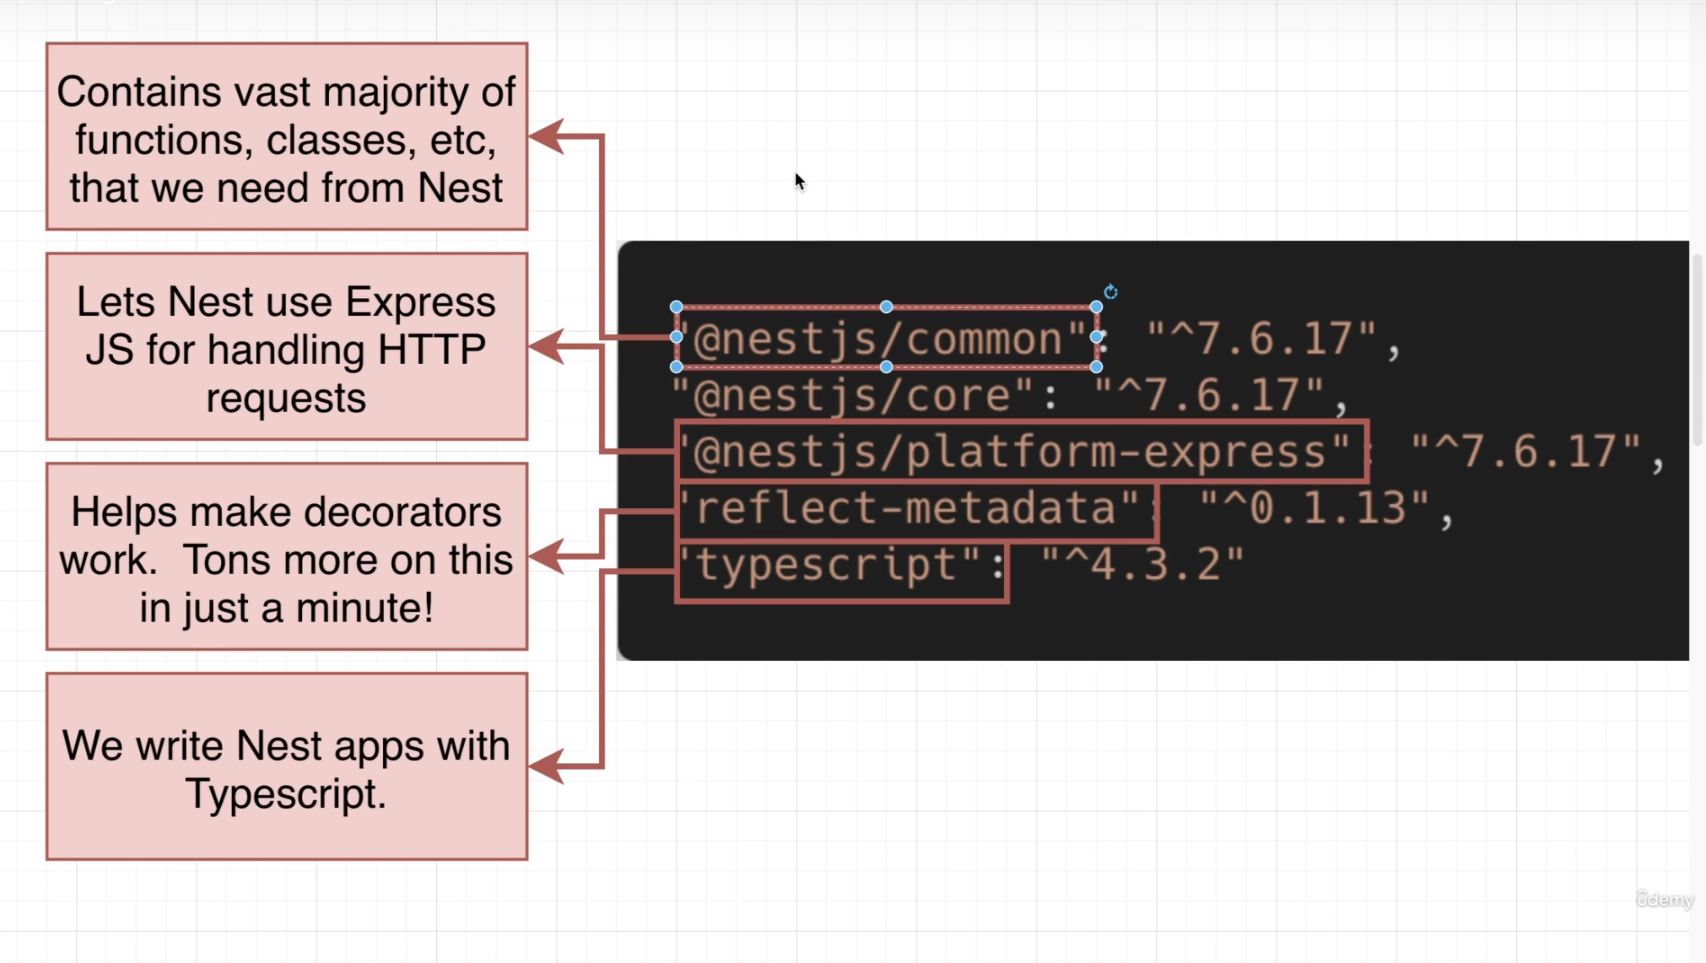 Contains vast majority of
functions, classes, etc,
that we need from Nest
Lets Nest use Express
JS for handling HTTP
requests
Helps make decorators
work.  Tons more on this
in just a minute!
We write Nest apps with
Typescript.
"@nestjs/common": "^7.6.17",
"@nestjs/core": "^7.6.17",
"@nestjs/platform-express": "^7.6.17",
"reflect-metadata": "^0.1.13",
"typescript": "^4.3.2"
ûdemy